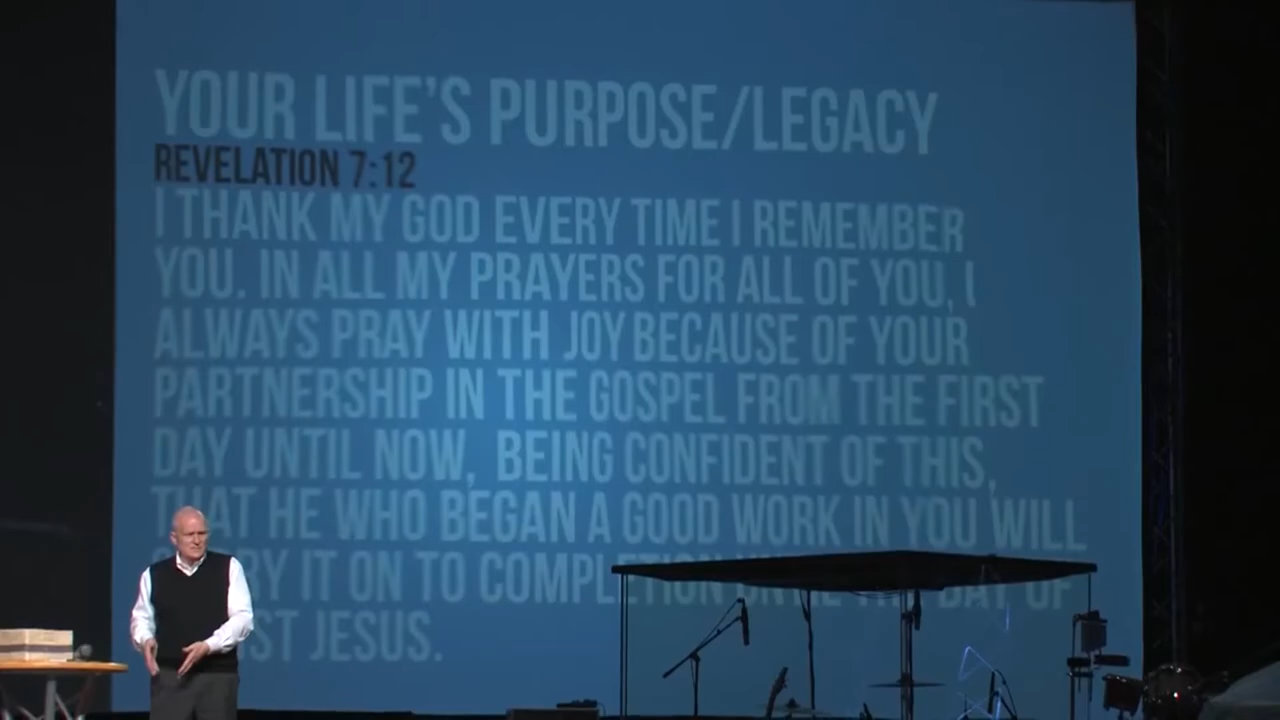 YOUR LIFE'S PURPOSE/LEGACY
REVELATION 7:12
I THANK MY GOD EVERY TIME I REMEMBER
YOU. IN ALL MY PRAYERS FOR ALL OF YOU, I
ALWAYS PRAY WITH JOY BECAUSE OF YOUR
PARTNERSHIP IN THE GOSPEL FROM THE FIRST
DAY UNTIL NOW, BEING CONFIDENT OF THIS,
THAT HE WHO BEGAN A GOOD WORK IN YOU WILL
IT ON TO COMPLETION DAY OF
JESUS.